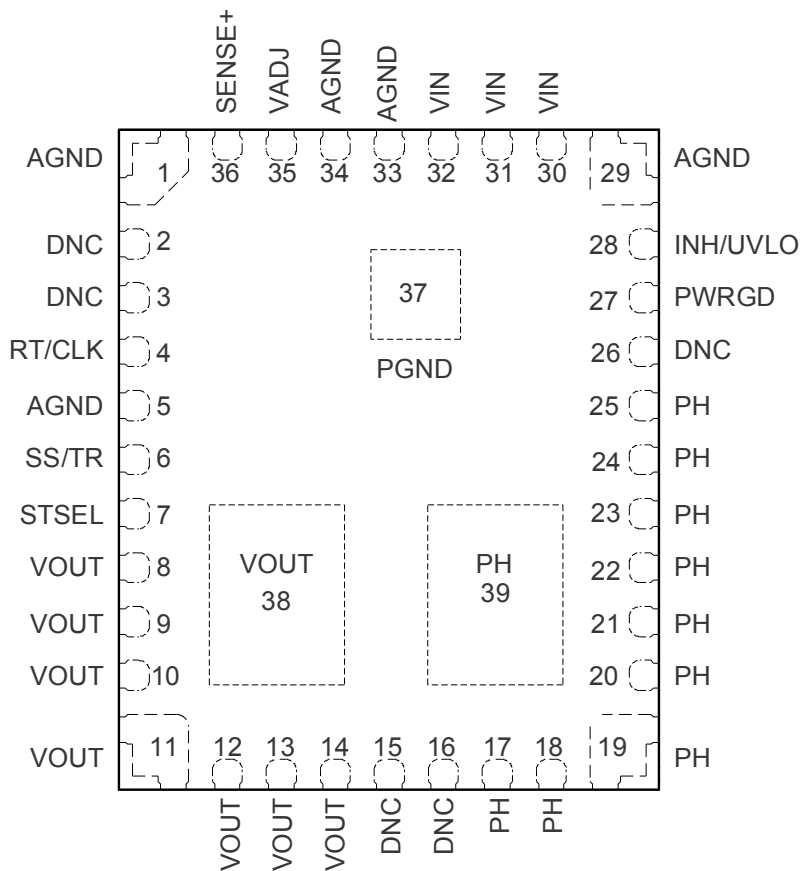 SENSE+
VADJ
AGND
AGND
VIN
VIN
VIN
AGND
1
36
35
34
33
32
31
30
29
AGND
DNC
2
28
INH/UVLO
DNC
3
37
27
PWRGD
RT/CLK
4
PGND
26
DNC
AGND
5
25
PH
SS/TR
6
24
PH
STSEL
7
23
PH
VOUT
8
VOUT
38
PH
39
22
PH
VOUT
9
21
PH
VOUT
10
20
PH
VOUT
11
12
13
14
15
16
17
18
19
PH
VOUT
VOUT
VOUT
DNC
DNC
PH
PH